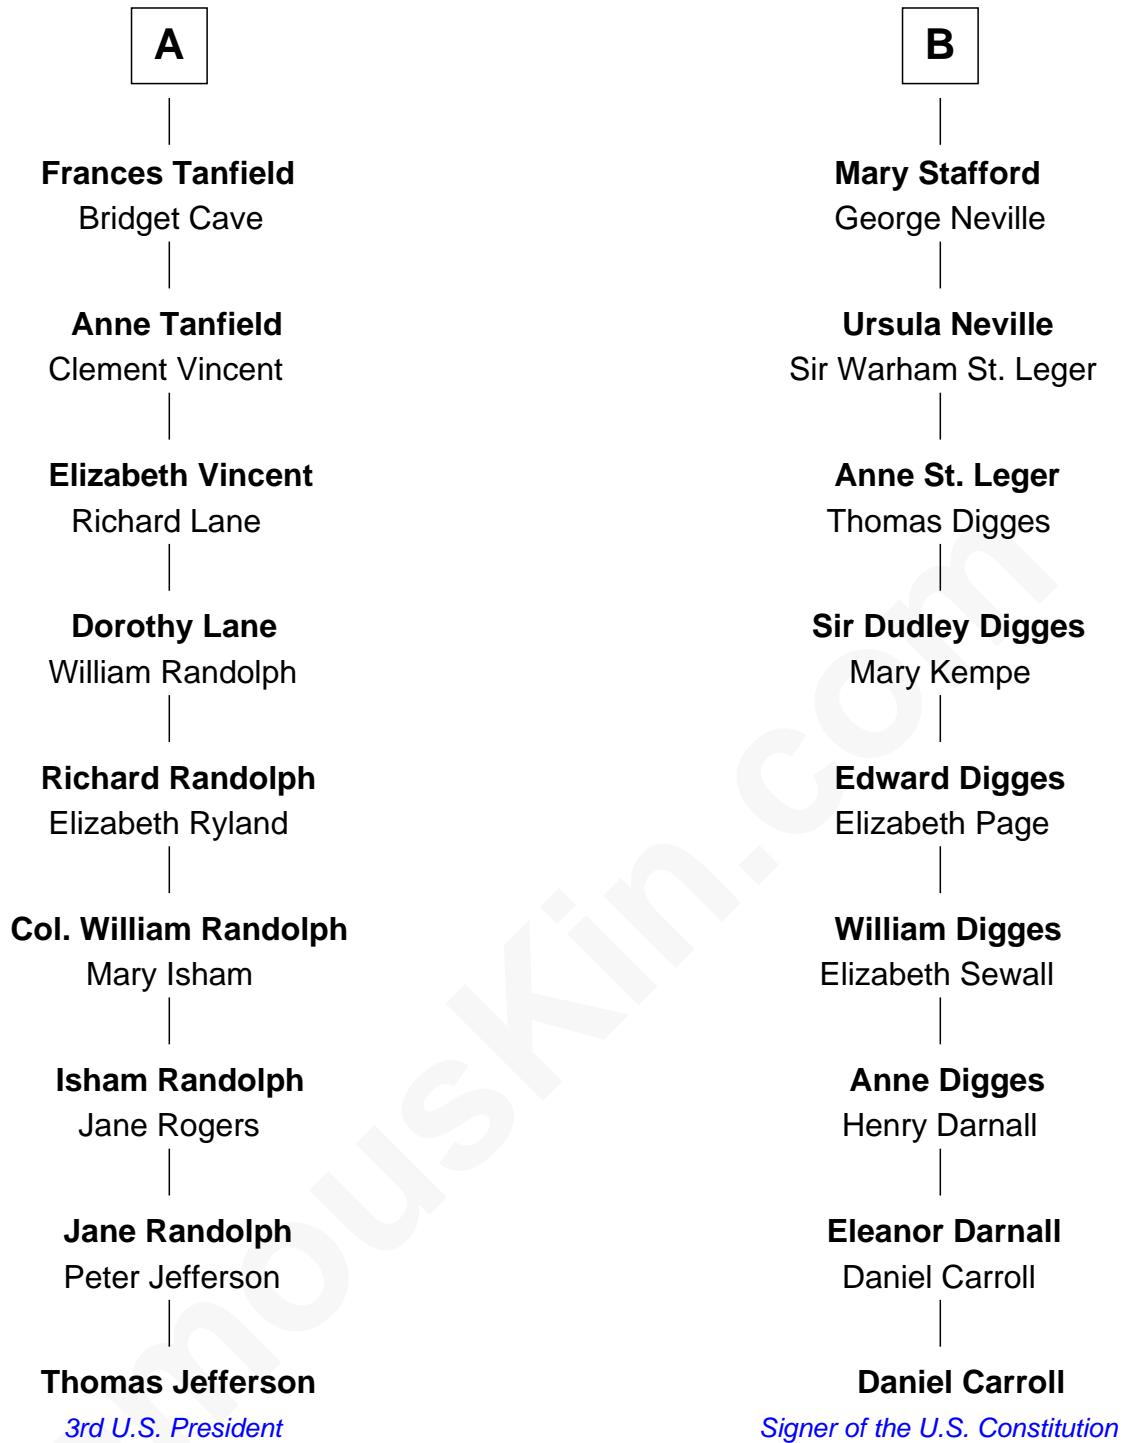 A
Frances Tanfield
Bridget Cave
Anne Tanfield
Clement Vincent
Elizabeth Vincent
Richard Lane
Dorothy Lane
William Randolph
Richard Randolph
Elizabeth Ryland
Col. William Randolph
Mary Isham
Isham Randolph
Jane Rogers
Jane Randolph
Peter Jefferson
Thomas Jefferson
3rd U.S. President
B
Mary Stafford
George Neville
Ursula Neville
Sir Warham St. Leger
Anne St. Leger
Thomas Digges
Sir Dudley Digges
Mary Kempe
Edward Digges
Elizabeth Page
William Digges
Elizabeth Sewall
Anne Digges
Henry Darnall
Eleanor Darnall
Daniel Carroll
Daniel Carroll
Signer of the U.S. Constitution
mouskin.com